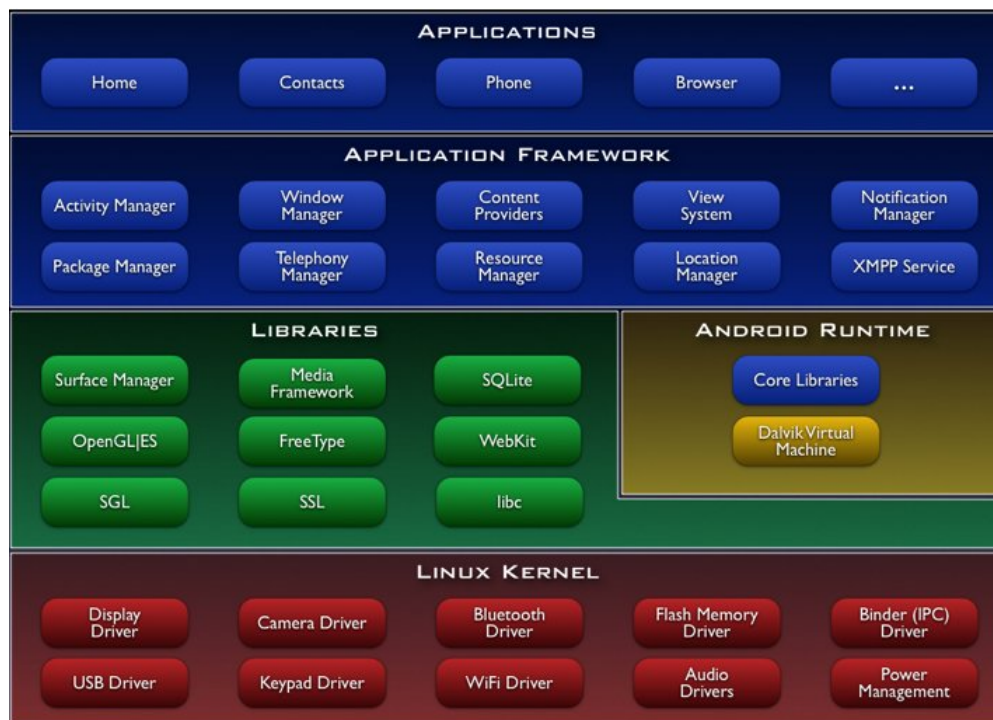 APPLICATIONS
Home Contacts Phone Browser ...
APPLICATION FRAMEWORK
Activity Manager
Window
Manager
Content
Providers
View
System
Notification
Manager
Package Manager
Telephony
Manager
Resource
Manager
Location
Manager
XMPP Service
LIBRARIES
Surface Manager
Media
Framework
SQLite
OpenGL|ES
FreeType
WebKit
SGL
SSL
libc
ANDROID RUNTIME
Core Libraries
Dalvik Virtual
Machine
LINUX KERNEL
Display
Driver
Camera Driver
Bluetooth
Driver
Flash Memory
Driver
Binder (IPC)
Driver
USB Driver
Keypad Driver
WiFi Driver
Audio
Drivers
Power
Management